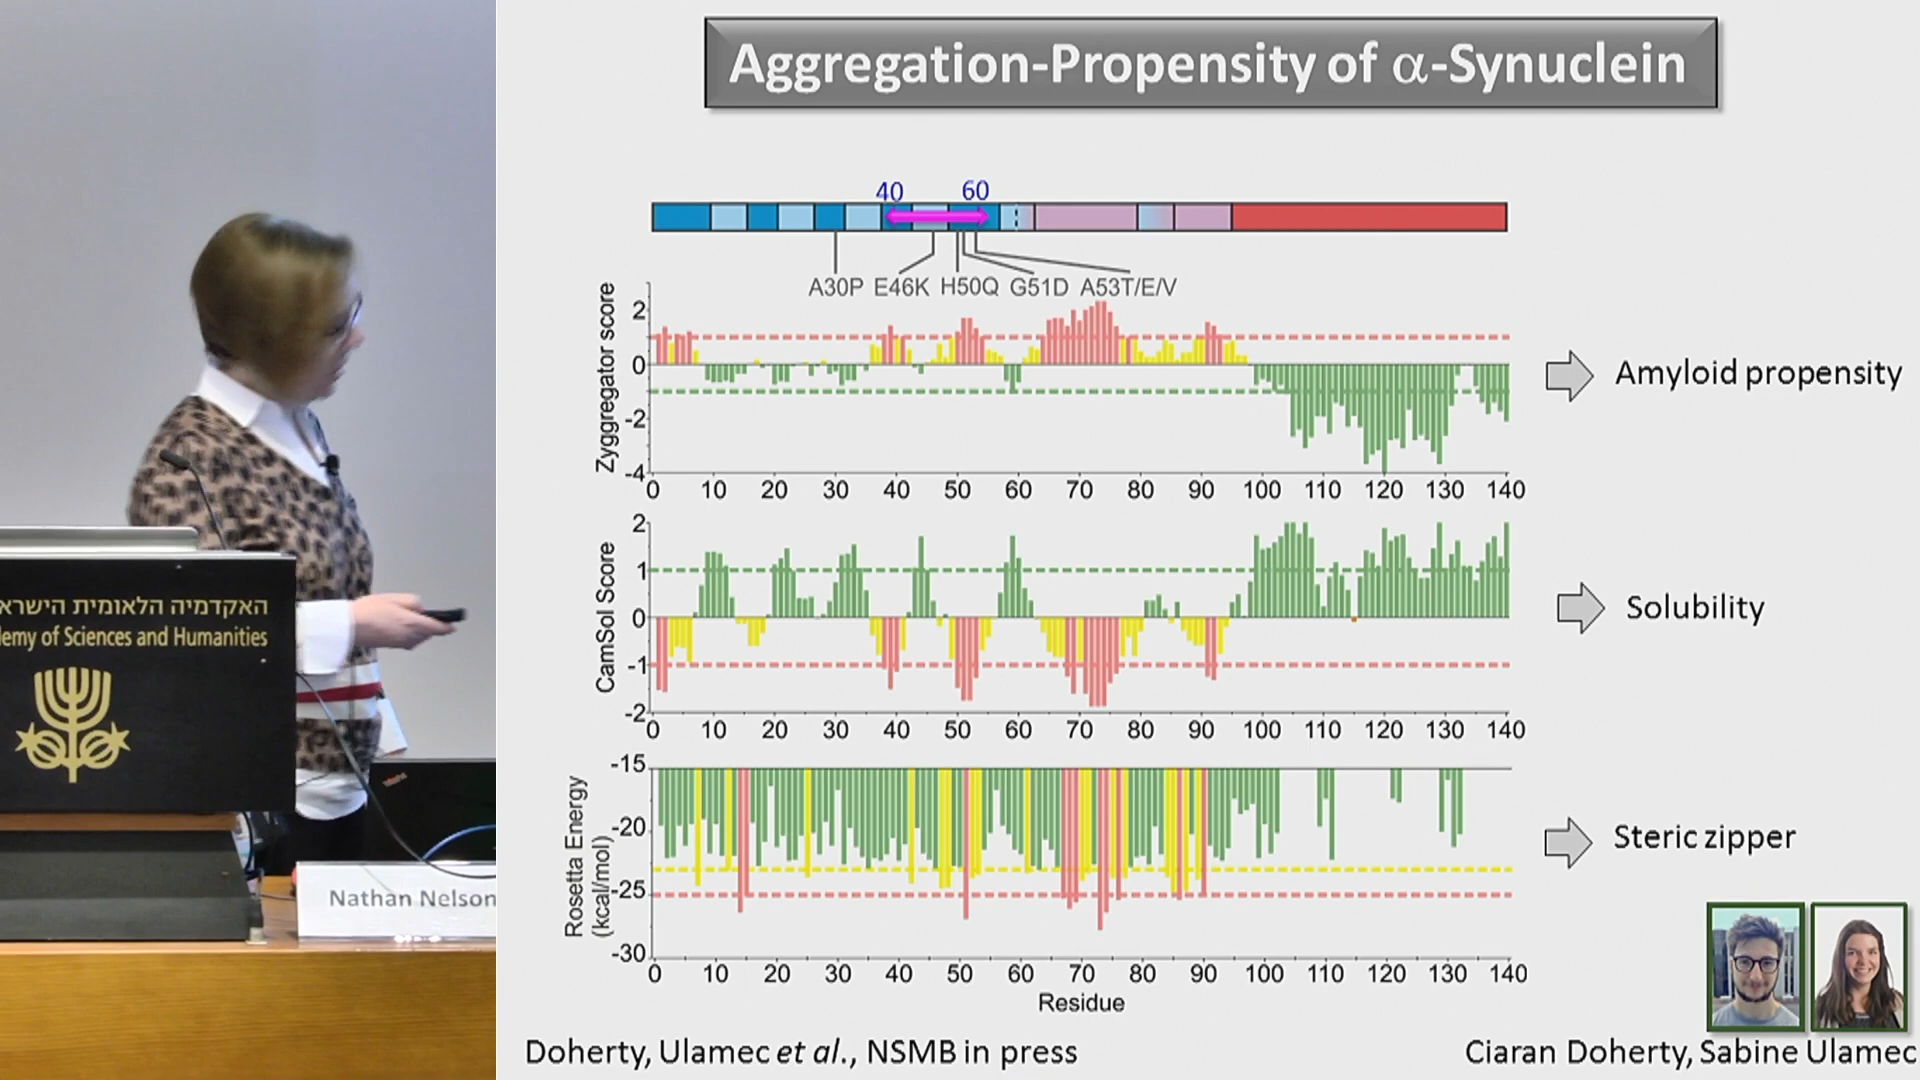 Aggregation-Propensity of α-Synuclein
40 60
A30P E46K H50Q G51D A53T/E/V
Zyggregator score
2
0
-2
-4
0 10 20 30 40 50 60 70 80 90 100 110 120 130 140
Amyloid propensity
CamSol Score
2
1
0
-1
-2
0 10 20 30 40 50 60 70 80 90 100 110 120 130 140
Solubility
Rosetta Energy
(kcal/mol)
-15
-20
-25
-30
0 10 20 30 40 50 60 70 80 90 100 110 120 130 140
Residue
Steric zipper
Doherty, Ulamec et al., NSMB in press
Ciaran Doherty, Sabine Ulamec
האקדמיה הלאומית הישרא
demy of Sciences and Humanities
Nathan Nelson